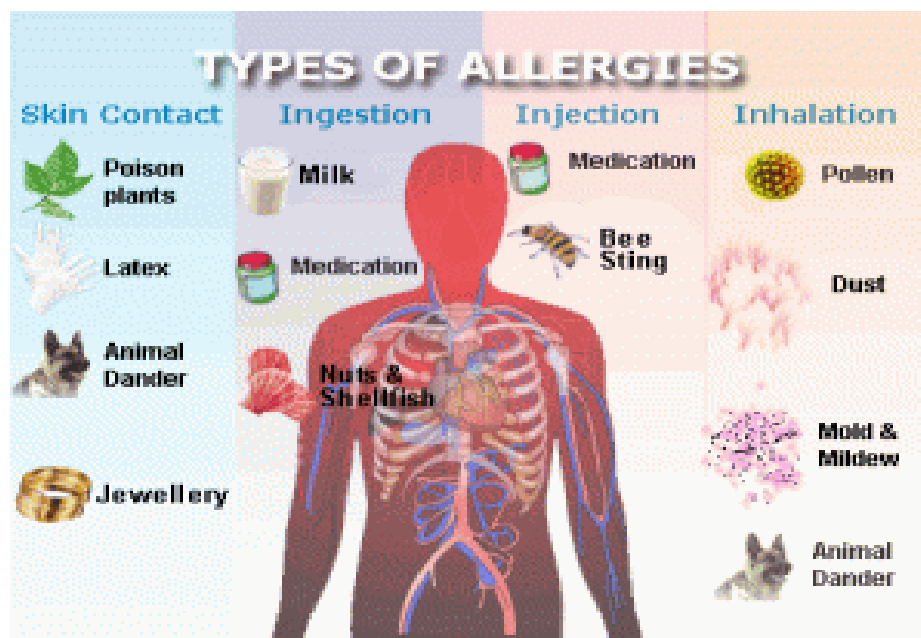 TYPES OF ALLERGIES
Skin Contact
Poison
plants
Latex
Animal
Dander
Jewellery
Ingestion
Milk
Medication
Nuts &
Shellfish
Injection
Medication
Bee
Sting
Inhalation
Pollen
Dust
Mold &
Mildew
Animal
Dander